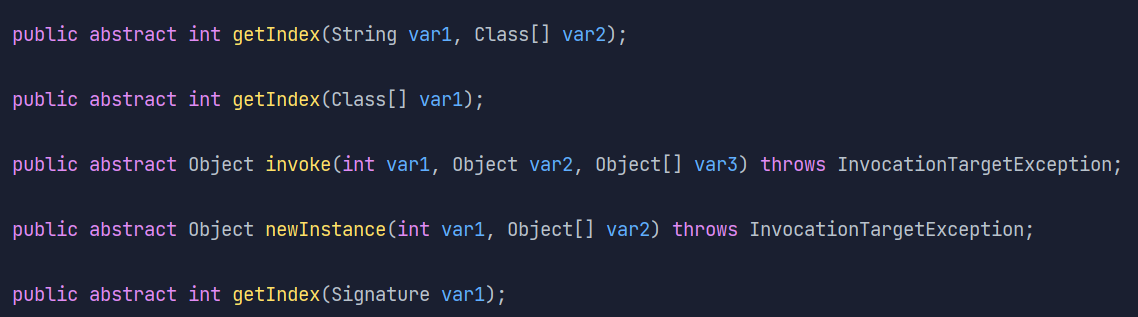 public abstract int getIndex(String var1, Class[] var2);
public abstract int getIndex(Class[] var1);
public abstract Object invoke(int var1, Object var2, Object[] var3) throws InvocationTargetException;
public abstract Object newInstance(int var1, Object[] var2) throws InvocationTargetException;
public abstract int getIndex(Signature var1);